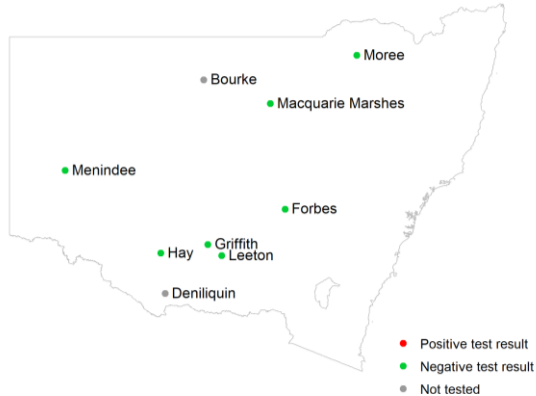 Moree
Bourke
Macquarie Marshes
Menindee
Forbes
Griffith
Hay
Leeton
Deniliquin
Positive test result
Negative test result
Not tested